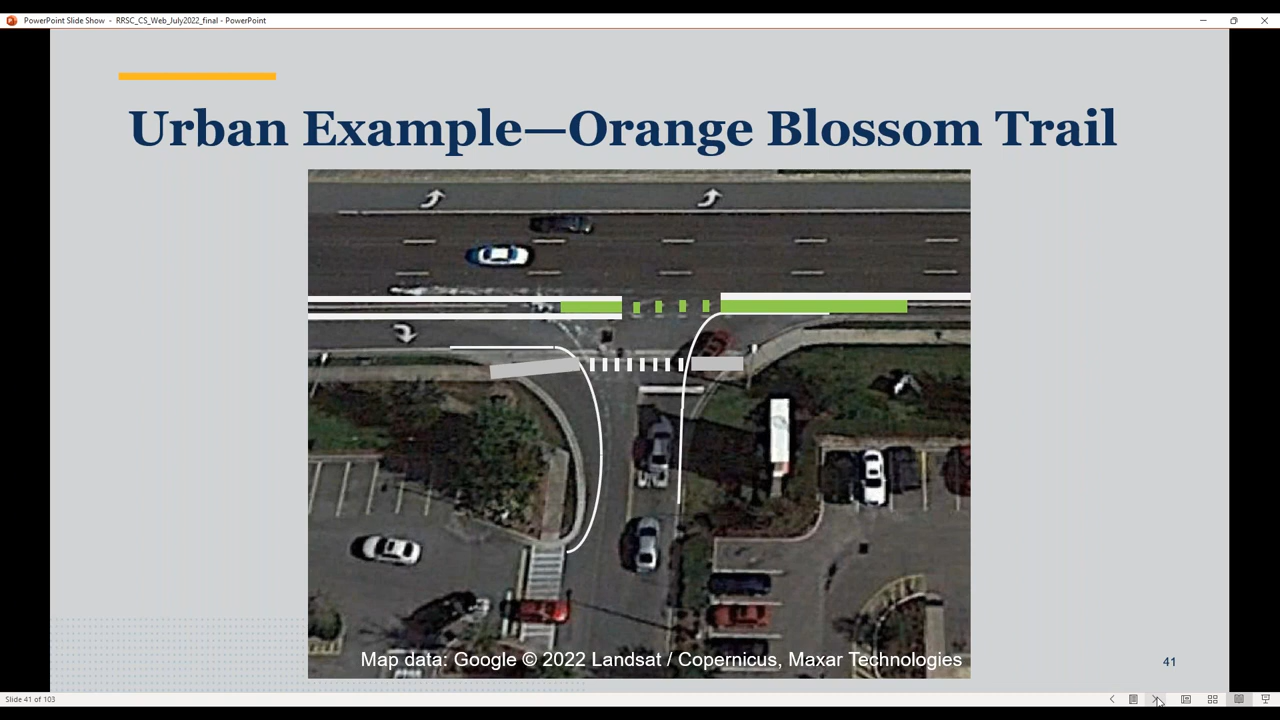 PowerPoint Slide Show - RRSC_CS_Web_July2022_final - PowerPoint
Urban Example—Orange Blossom Trail
Map data: Google © 2022 Landsat / Copernicus, Maxar Technologies
41
Slide 41 of 103